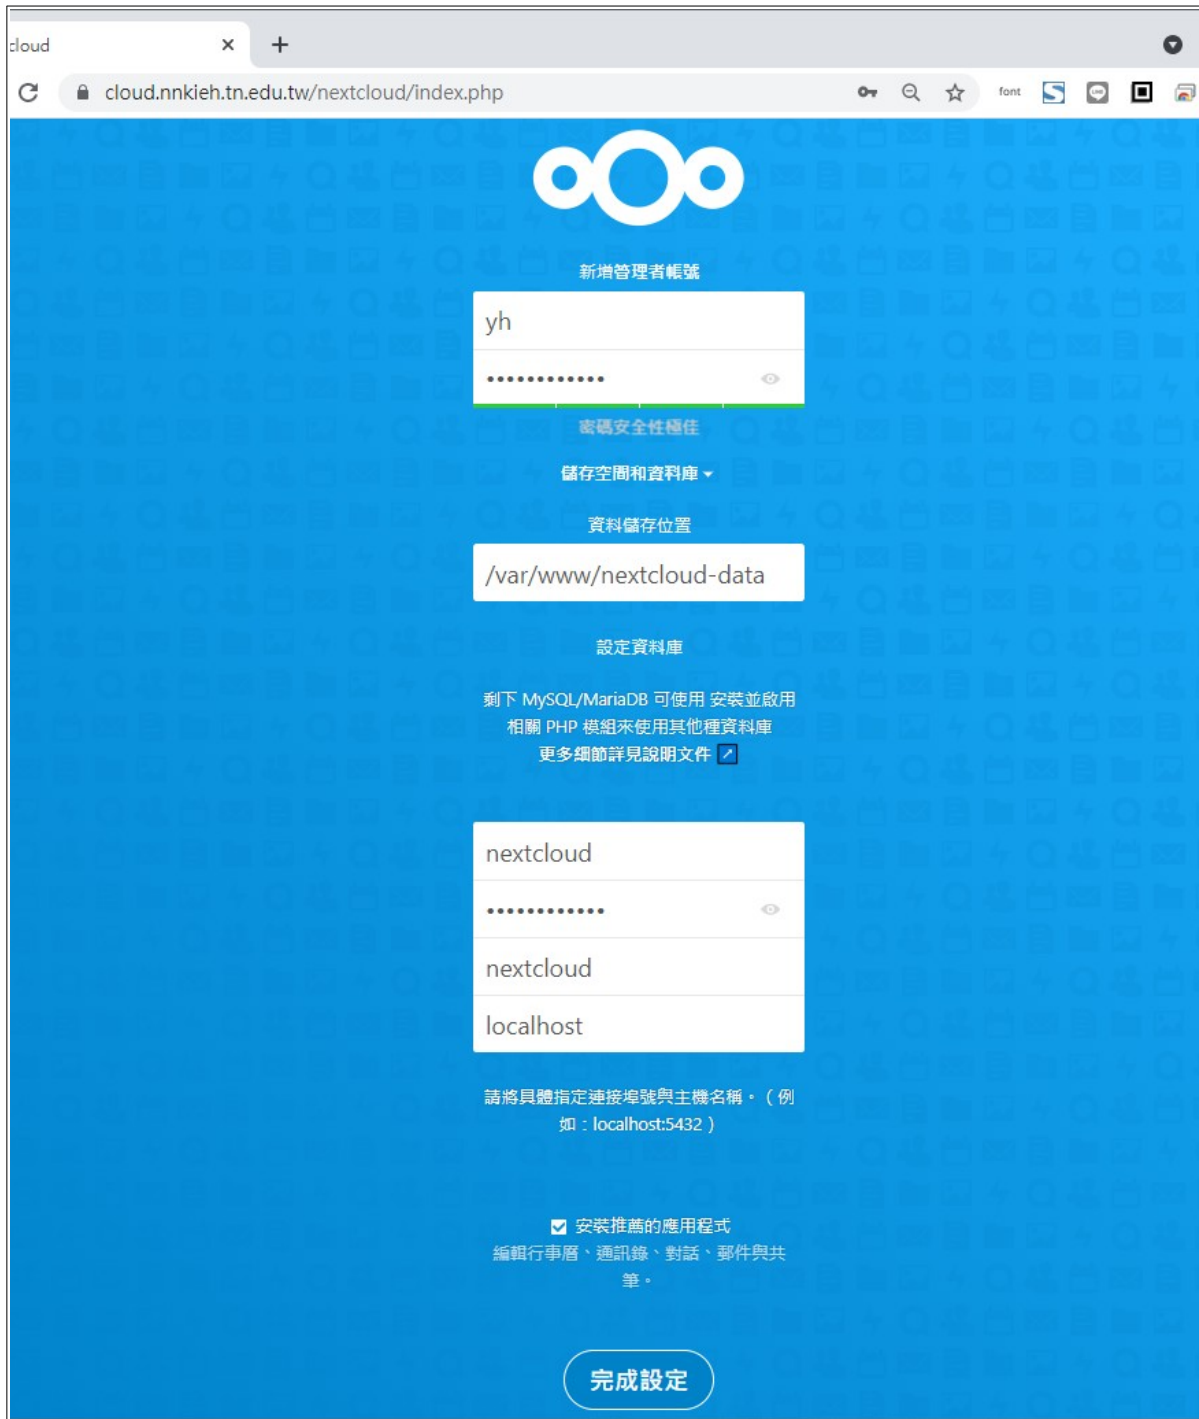 cloud
cloud.nnkieh.tn.edu.tw/nextcloud/index.php
font
新增管理者帳號
yh
••••••••••••
密碼安全性極佳
儲存空間和資料庫
資料儲存位置
/var/www/nextcloud-data
設定資料庫
剩下 MySQL/MariaDB 可使用 安裝並啟用
相關 PHP 模組來使用其他種資料庫
更多細節詳見說明文件
nextcloud
••••••••••••
nextcloud
localhost
請將具體指定連接埠號與主機名稱。（例
如：localhost:5432）
安裝推薦的應用程式
編輯行事曆、通訊錄、對話、郵件與共
筆。
完成設定